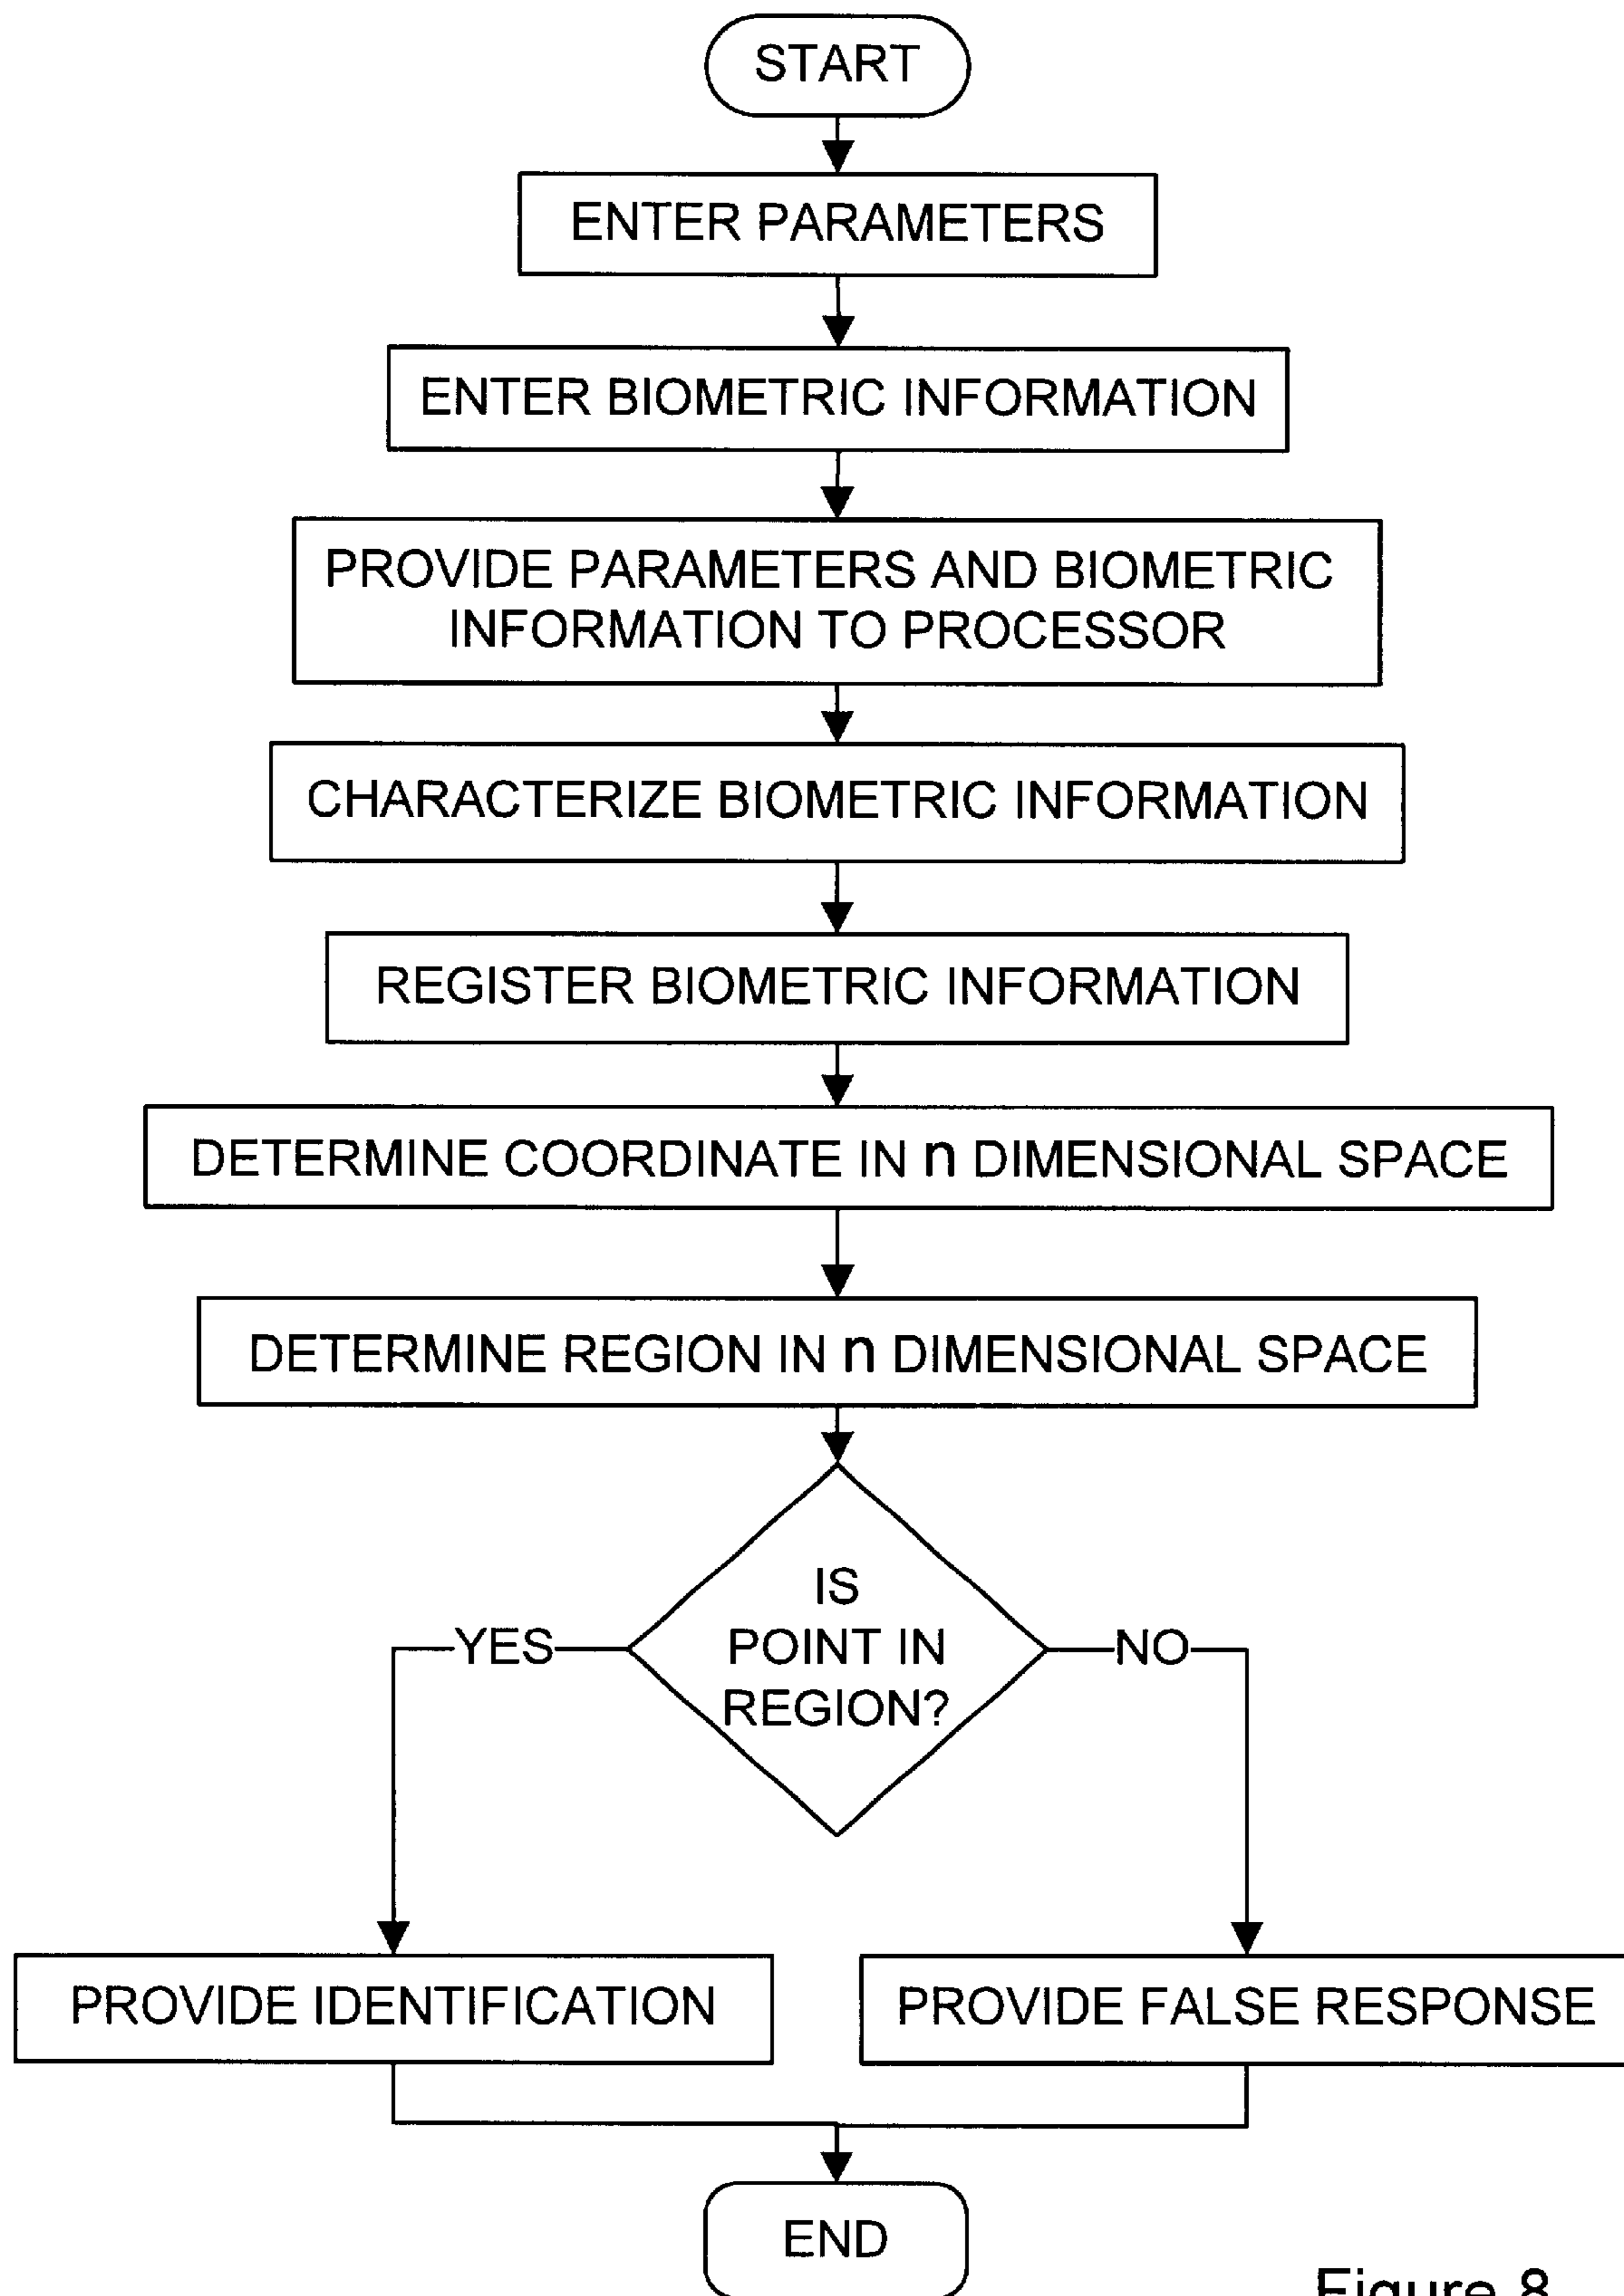 START
ENTER PARAMETERS
ENTER BIOMETRIC INFORMATION
PROVIDE PARAMETERS AND BIOMETRIC
INFORMATION TO PROCESSOR
CHARACTERIZE BIOMETRIC INFORMATION
REGISTER BIOMETRIC INFORMATION
DETERMINE COORDINATE IN n DIMENSIONAL SPACE
DETERMINE REGION IN n DIMENSIONAL SPACE
IS
POINT IN
REGION?
YES
NO
PROVIDE IDENTIFICATION
PROVIDE FALSE RESPONSE
END
Figure 8